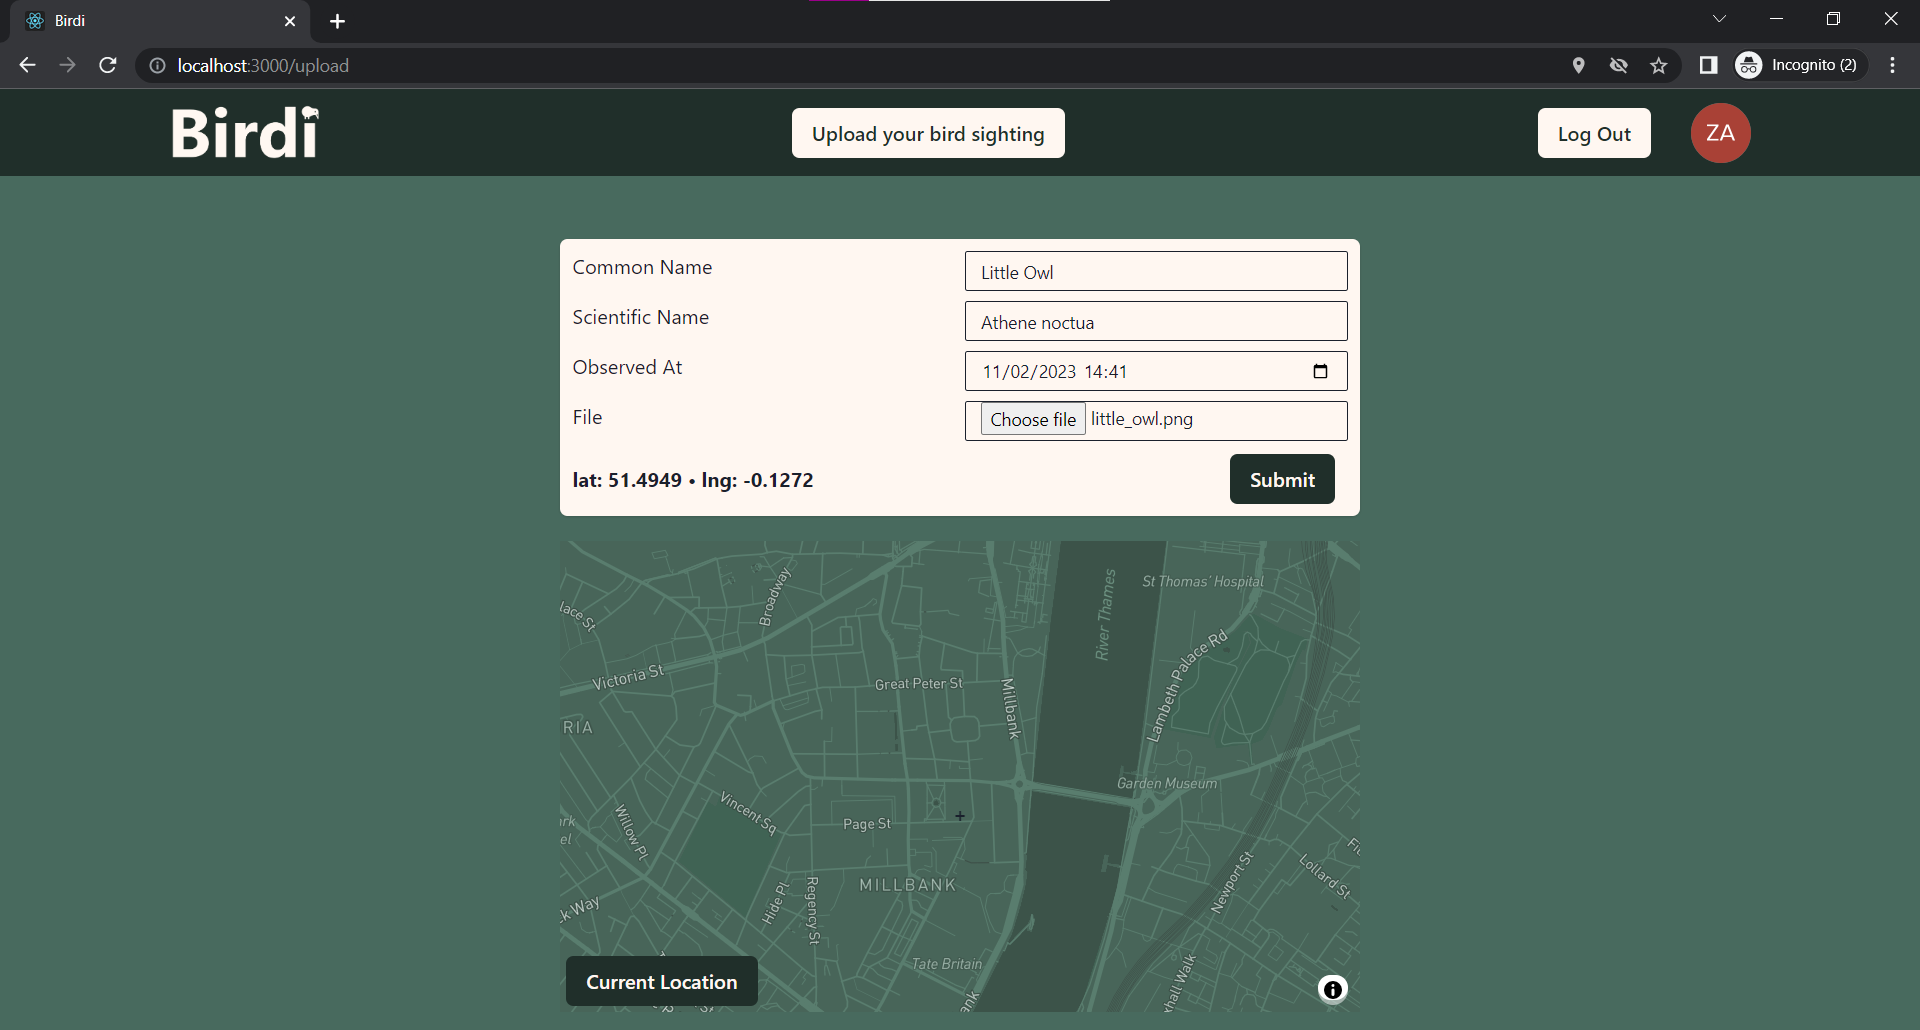 Birdi
localhost:3000/upload
Incognito (2)
Birdi
Upload your bird sighting
Log Out
ZA
Common Name
Little Owl
Scientific Name
Athene noctua
Observed At
11/02/2023 14:41
File
Choose file little_owl.png
lat: 51.4949 • lng: -0.1272
Submit
Broadway
River Thames
St Thomas' Hospital
lace St
Victoria St
Great Peter St
Millbank
Lambeth Palace Rd
RIA
Garden Museum
Vincent Sq
Willow Pl
ark
el
Page St
MILLBANK
Hide Pl
Regency St
Newport St
Lollard St
k Way
Tate Britain
xhall Walk
ank
Current Location